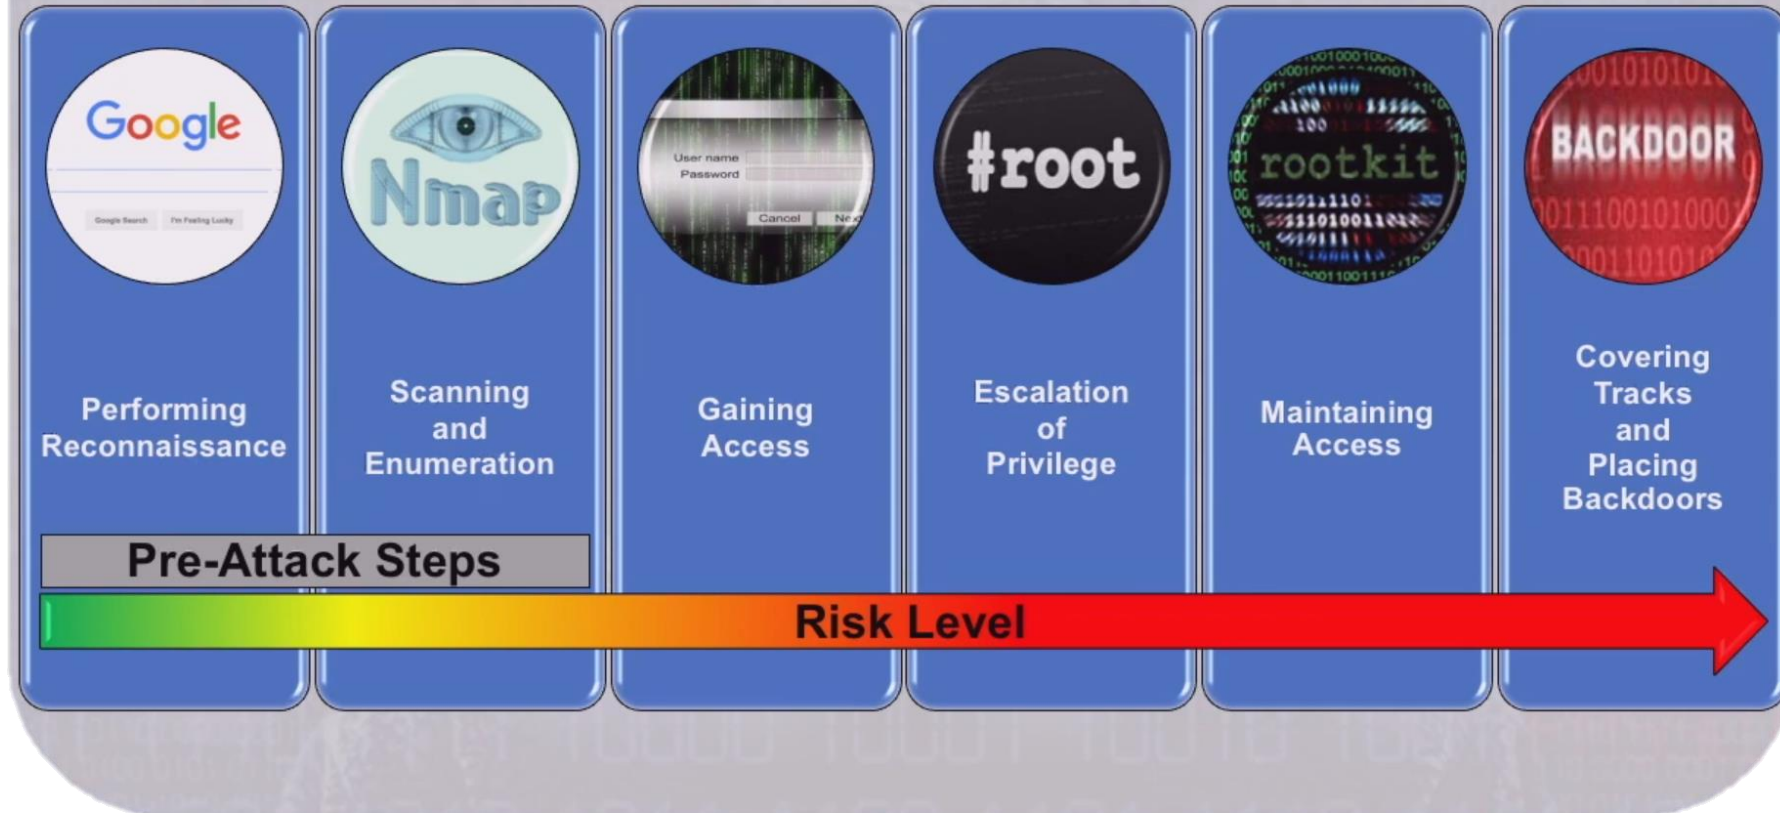 Google
Google Search I'm Feeling Lucky
Nmap
User name
Password
Cancel
#root
rootkit
BACKDOOR
Performing
Reconnaissance
Scanning
and
Enumeration
Gaining
Access
Escalation
of
Privilege
Maintaining
Access
Covering
Tracks
and
Placing
Backdoors
Pre-Attack Steps
Risk Level